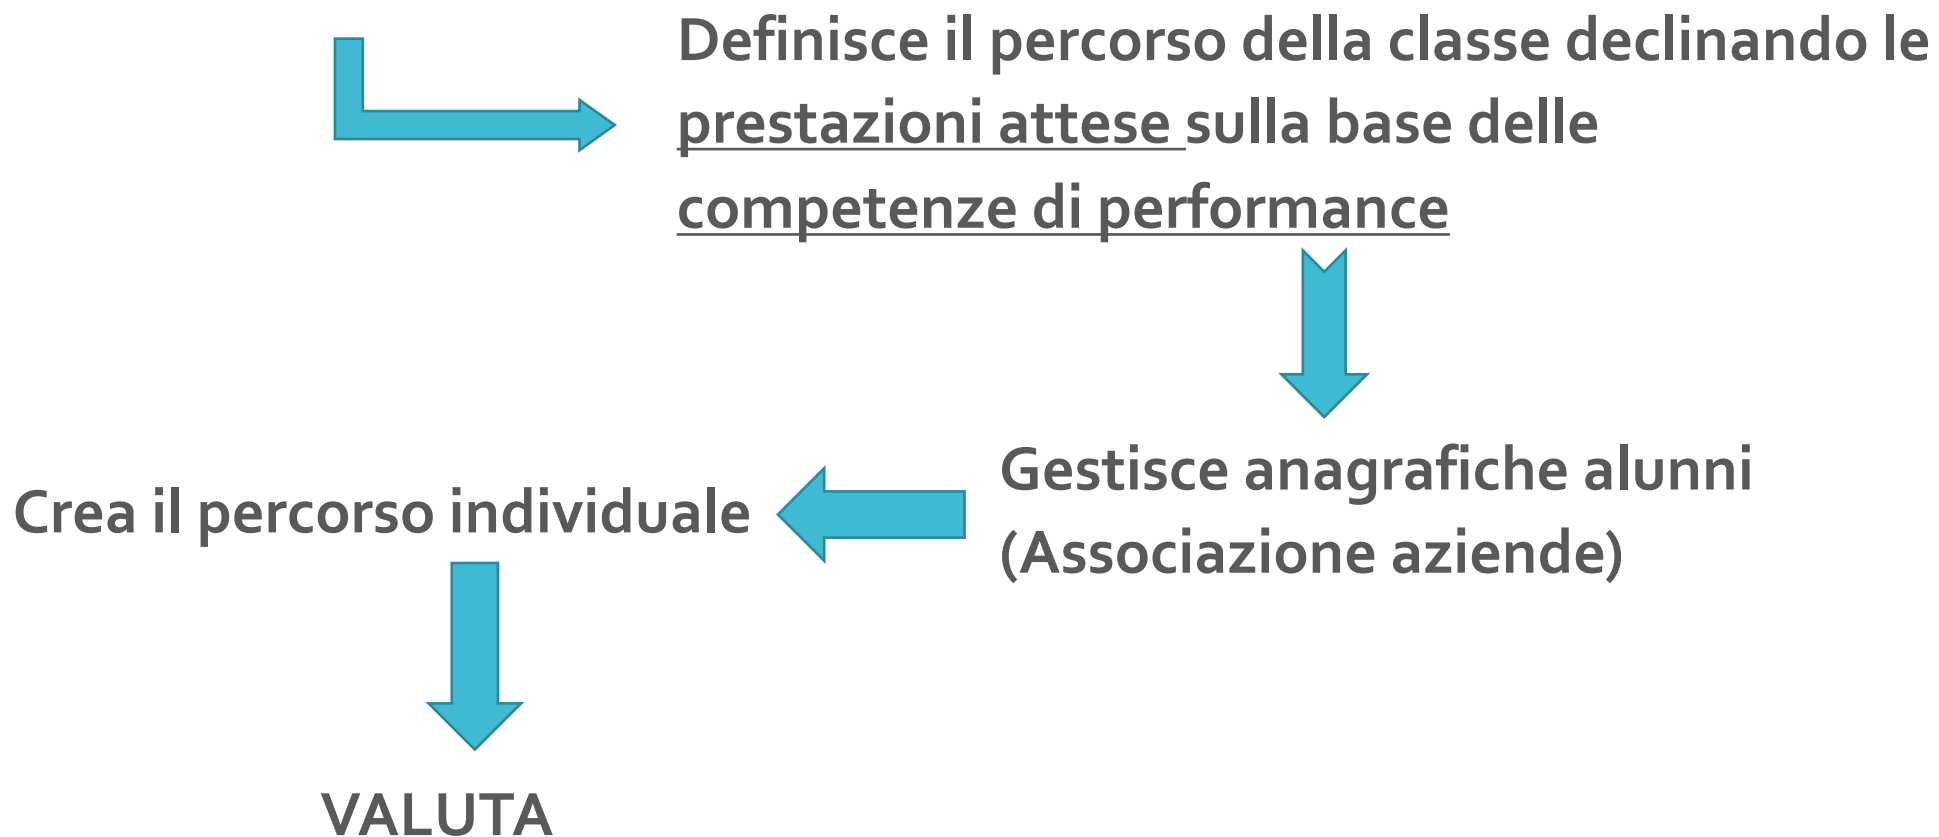 Definisce il percorso della classe declinando le
prestazioni attese sulla base delle
competenze di performance
Gestisce anagrafiche alunni
(Associazione aziende)
Crea il percorso individuale
VALUTA